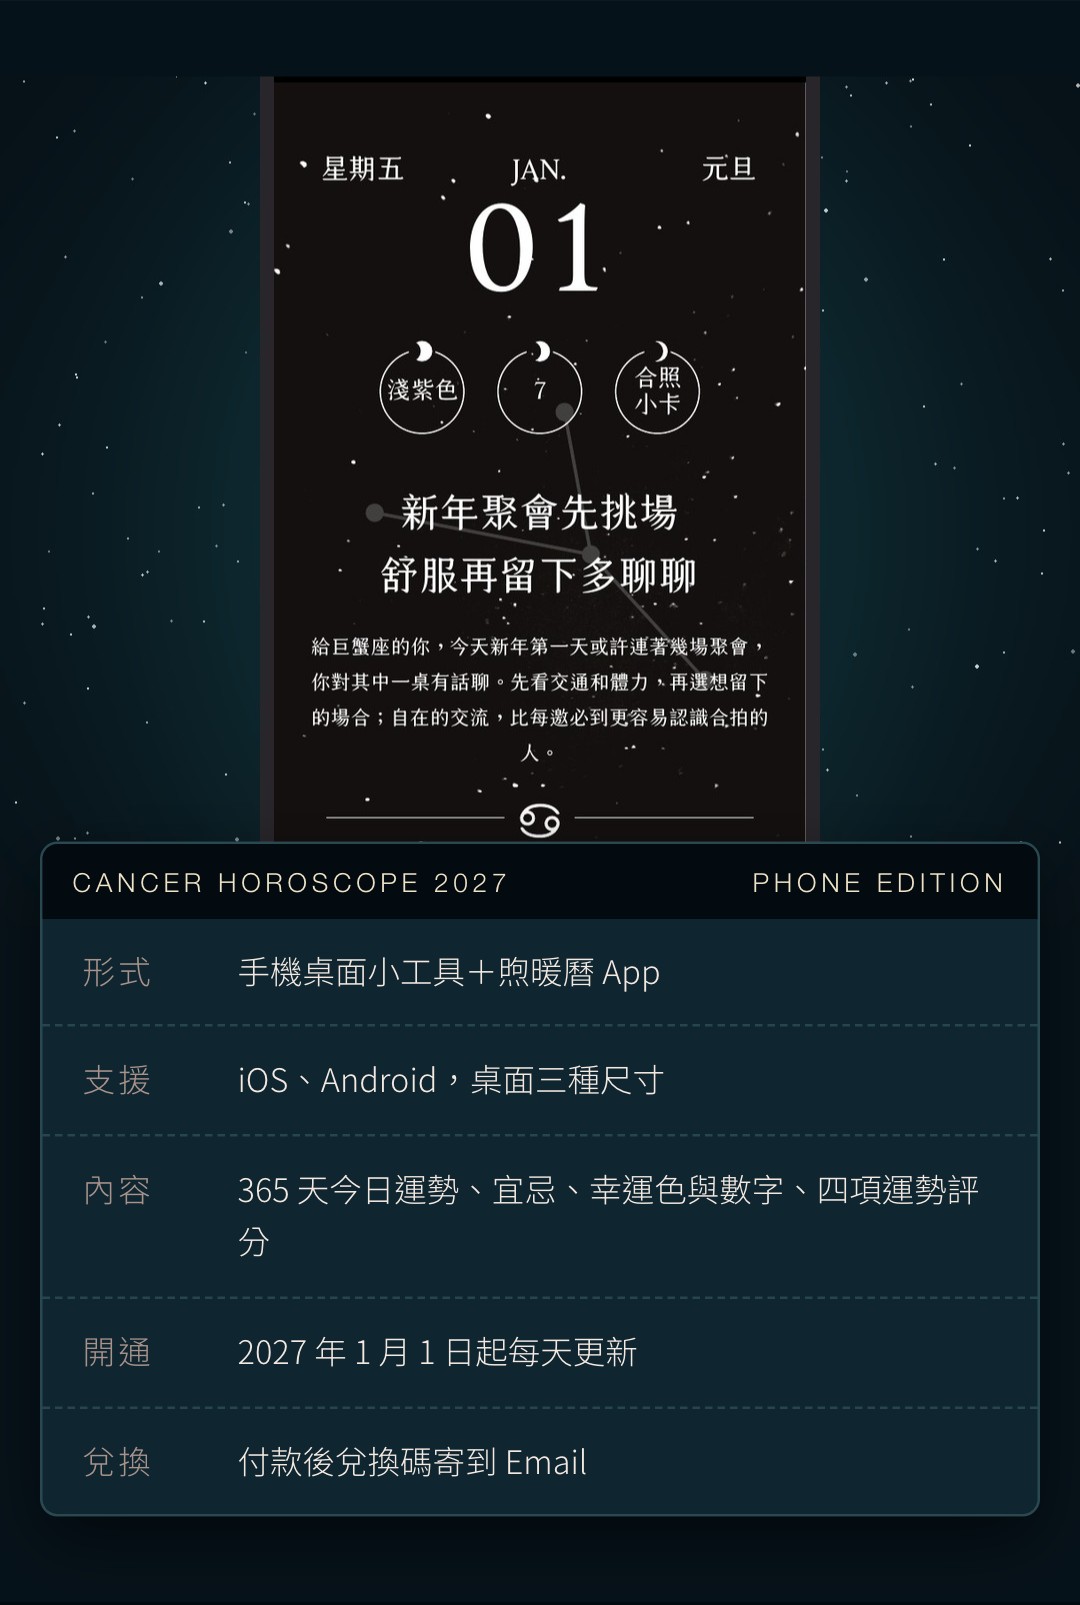 星期五 JAN. 元旦
01
淺紫色 7 合照
小卡
新年聚會先挑場
舒服再留下多聊聊
給巨蟹座的你，今天新年第一天或許連著幾場聚會，
你對其中一桌有話聊。先看交通和體力，再選想留下
的場合；自在的交流，比每邀必到更容易認識合拍的
人。
CANCER HOROSCOPE 2027 PHONE EDITION
形式 手機桌面小工具＋煦暖曆 App
支援 iOS、Android，桌面三種尺寸
內容 365 天今日運勢、宜忌、幸運色與數字、四項運勢評
分
開通 2027 年 1 月 1 日起每天更新
兌換 付款後兌換碼寄到 Email